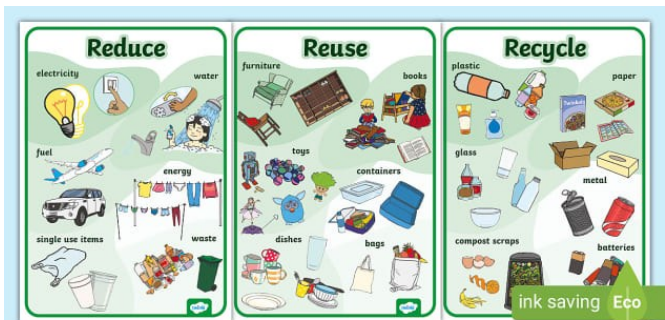 Reduce
electricity
water
fuel
energy
single use items
waste
Reuse
furniture
books
toys
containers
dishes
bags
Recycle
plastic
paper
glass
metal
compost scraps
batteries
ink saving Eco